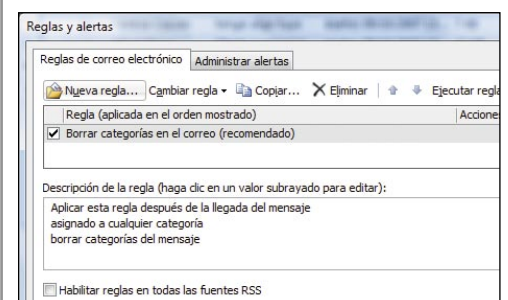 Reglas y alertas
Reglas de correo electrónico Administrar alertas
Nueva regla... Cambiar regla Copiar... Eliminar Ejecutar regla
Regla (aplicada en el orden mostrado) Acciones
Borrar categorías en el correo (recomendado)
Descripción de la regla (haga clic en un valor subrayado para editar):
Aplicar esta regla después de la llegada del mensaje
asignado a cualquier categoría
borrar categorías del mensaje
Habilitar reglas en todas las fuentes RSS